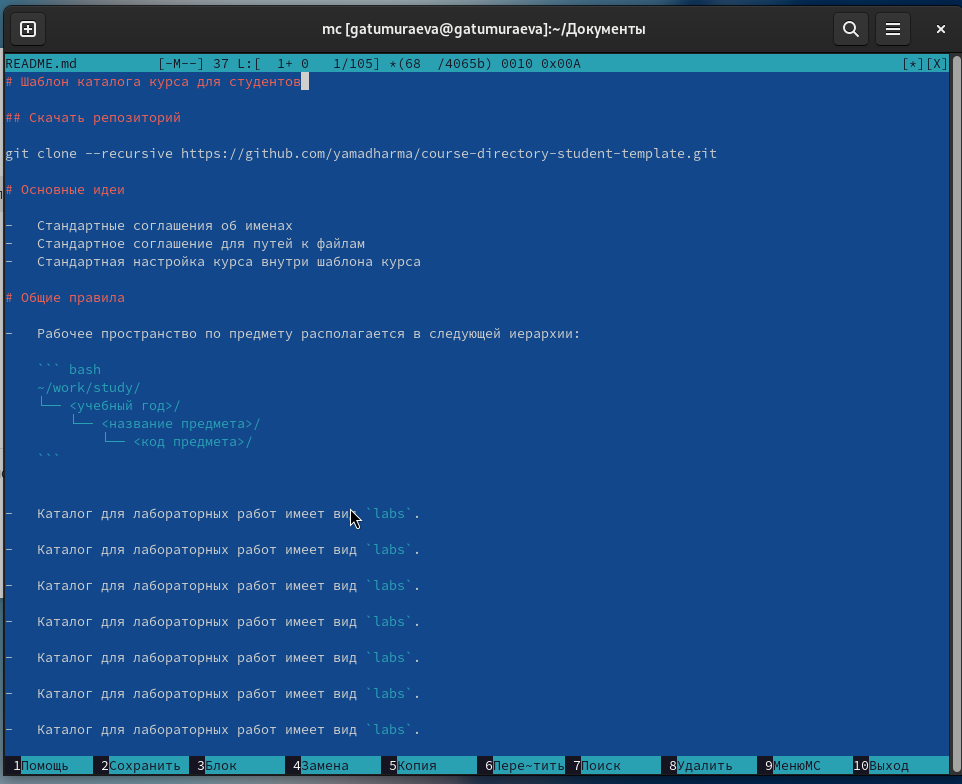 mc [gatumuraeva@gatumuraeva]:~/Документы
README.md [-M--] 37 L:[ 1+ 0 1/105] *(68 /4065b) 0010 0x00A [*][X]
# Шаблон каталога курса для студентов
## Скачать репозиторий
git clone --recursive https://github.com/yamadharma/course-directory-student-template.git
# Основные идеи
- Стандартные соглашения об именах
- Стандартное соглашение для путей к файлам
- Стандартная настройка курса внутри шаблона курса
# Общие правила
- Рабочее пространство по предмету располагается в следующей иерархии:
``` bash
~/work/study/
└── <учебный год>/
└── <название предмета>/
└── <код предмета>/
```
- Каталог для лабораторных работ имеет вид `labs`.
- Каталог для лабораторных работ имеет вид `labs`.
- Каталог для лабораторных работ имеет вид `labs`.
- Каталог для лабораторных работ имеет вид `labs`.
- Каталог для лабораторных работ имеет вид `labs`.
- Каталог для лабораторных работ имеет вид `labs`.
- Каталог для лабораторных работ имеет вид `labs`.
1Помощь 2Сохранить 3Блок 4Замена 5Копия 6Пере~тить 7Поиск 8Удалить 9МенюMC 10Выход